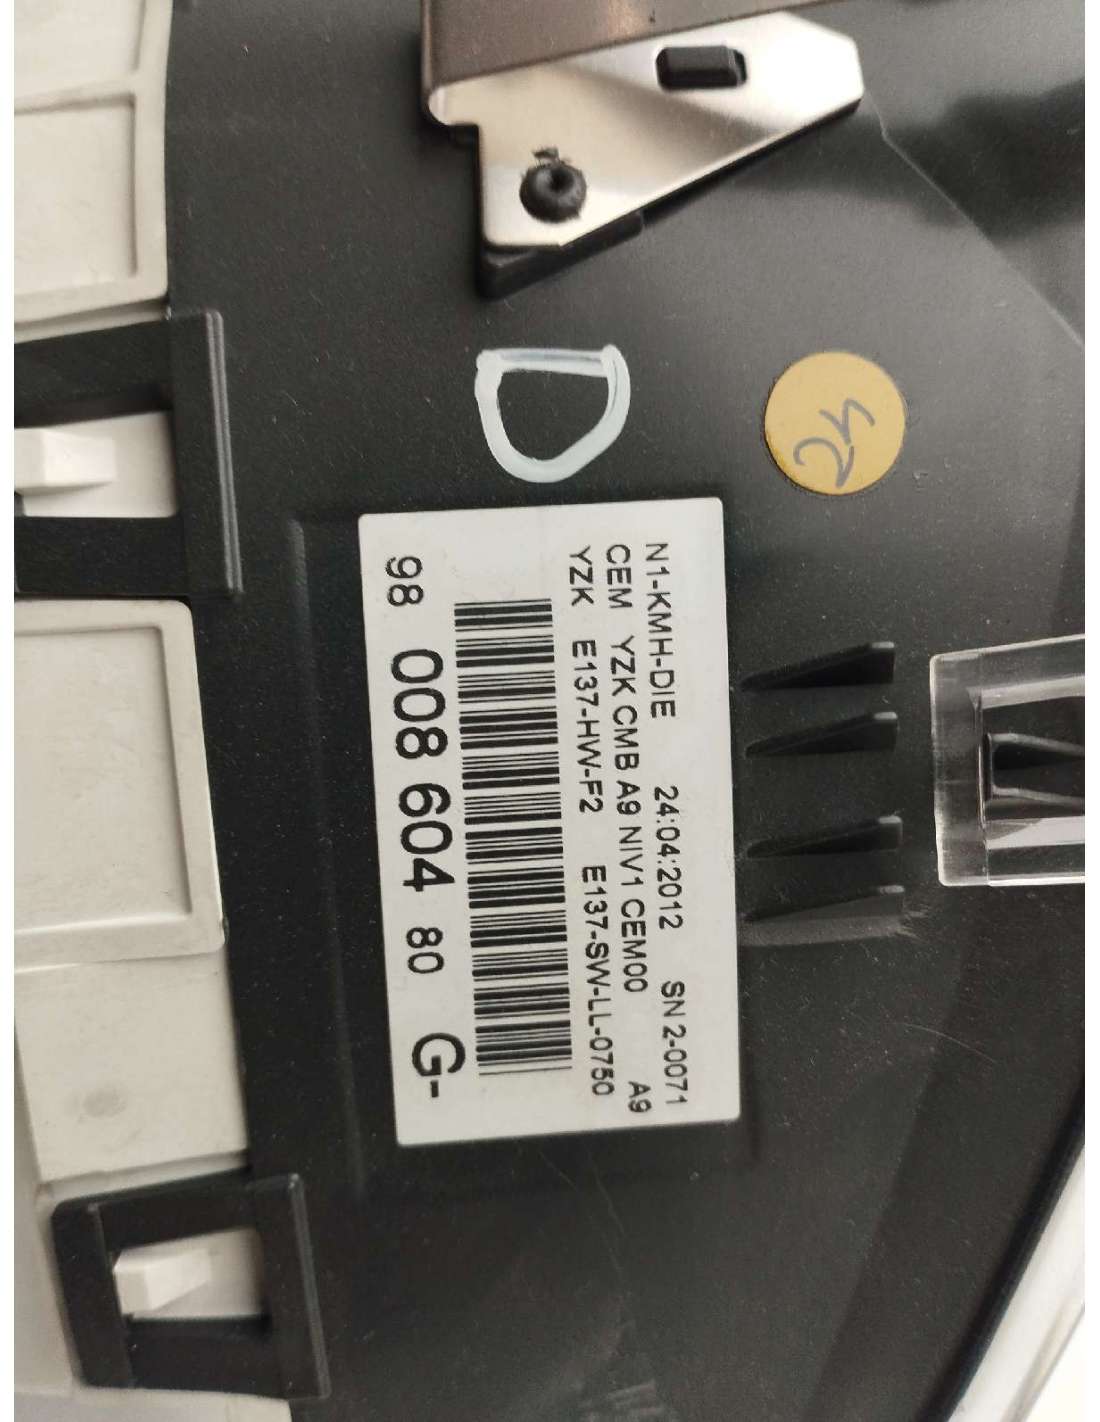 D
N1-KMH-DIE 24:04:2012 SN 2-0071
CEM YZK CMB A9 NIV1 CEM00 A9
YZK E137-HW-F2 E137-SW-LL-0750
98 008 604 80 G-